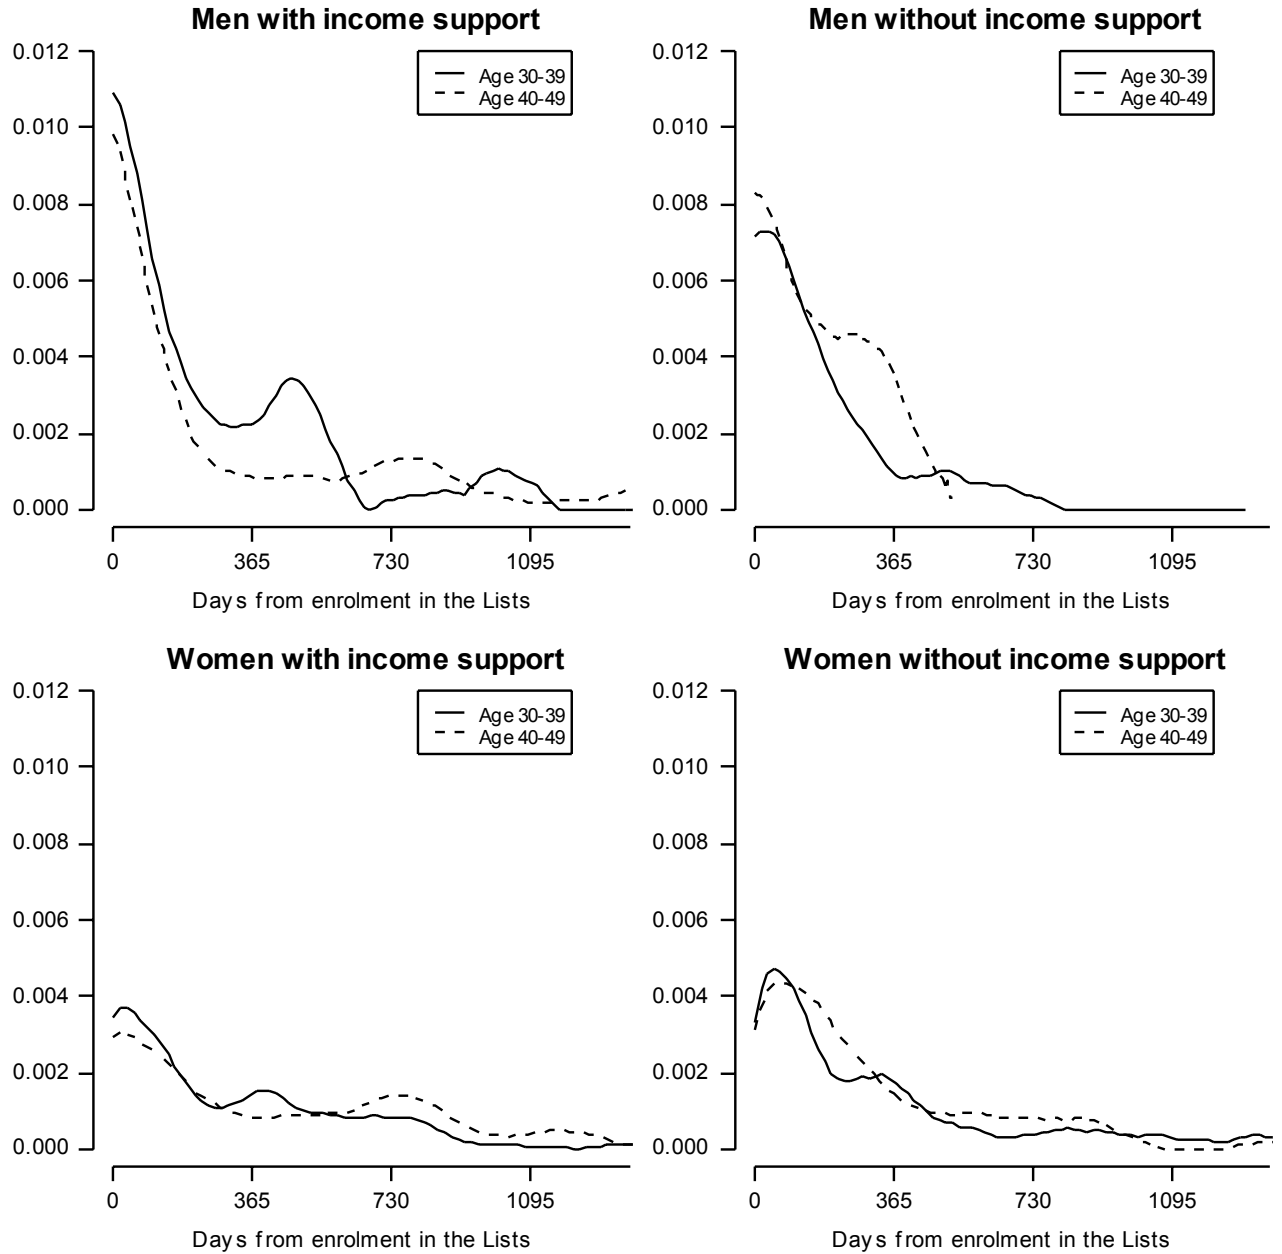 Men with income support
0.012
0.010
0.008
0.006
0.004
0.002
0.000
Age 30-39
Age 40-49
0 365 730 1095
Days from enrolment in the Lists
Men without income support
0.012
0.010
0.008
0.006
0.004
0.002
0.000
Age 30-39
Age 40-49
0 365 730 1095
Days from enrolment in the Lists
Women with income support
0.012
0.010
0.008
0.006
0.004
0.002
0.000
Age 30-39
Age 40-49
0 365 730 1095
Days from enrolment in the Lists
Women without income support
0.012
0.010
0.008
0.006
0.004
0.002
0.000
Age 30-39
Age 40-49
0 365 730 1095
Days from enrolment in the Lists